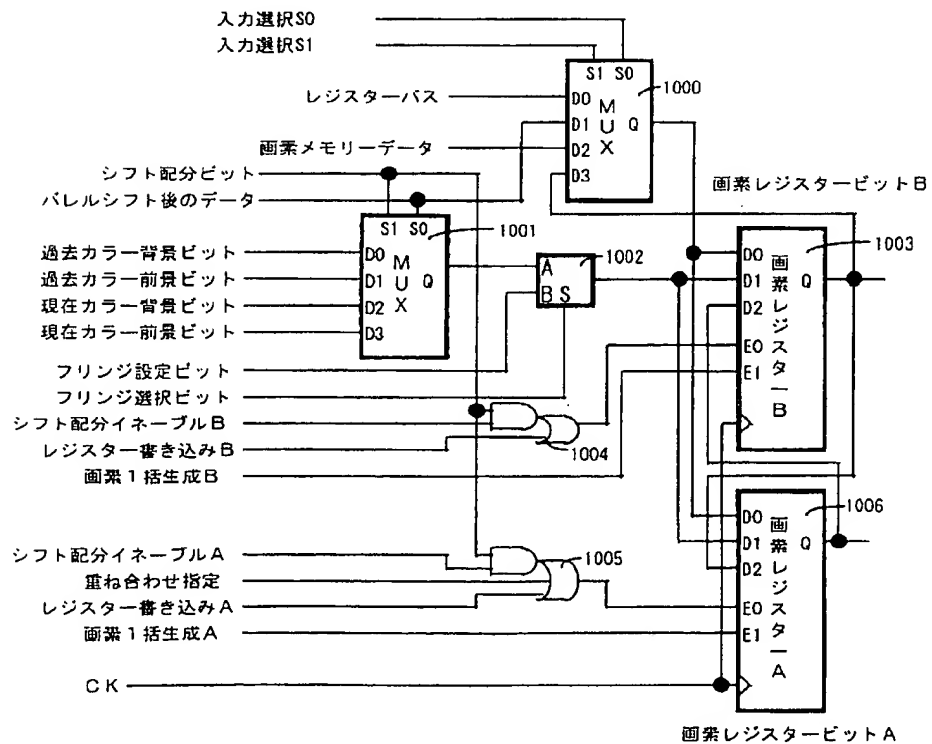 入力選択S0
入力選択S1
S1 S0
1000
レジスターバス
D0
D1
D2
D3
MUX
Q
画素メモリーデータ
シフト配分ビット
バレルシフト後のデータ
画素レジスタービットB
S1 S0
1001
過去カラー背景ビット
過去カラー前景ビット
現在カラー背景ビット
現在カラー前景ビット
D0
D1
D2
D3
MUX
Q
1002
A
B S
1003
D0
D1
D2
E0
E1
画素レジスターB
Q
フリンジ設定ビット
フリンジ選択ビット
シフト配分イネーブルB
レジスター書き込みB
画素1括生成B
1004
シフト配分イネーブルA
重ね合わせ指定
レジスター書き込みA
画素1括生成A
1005
1006
D0
D1
D2
E0
E1
画素レジスターA
Q
CK
画素レジスタービットA